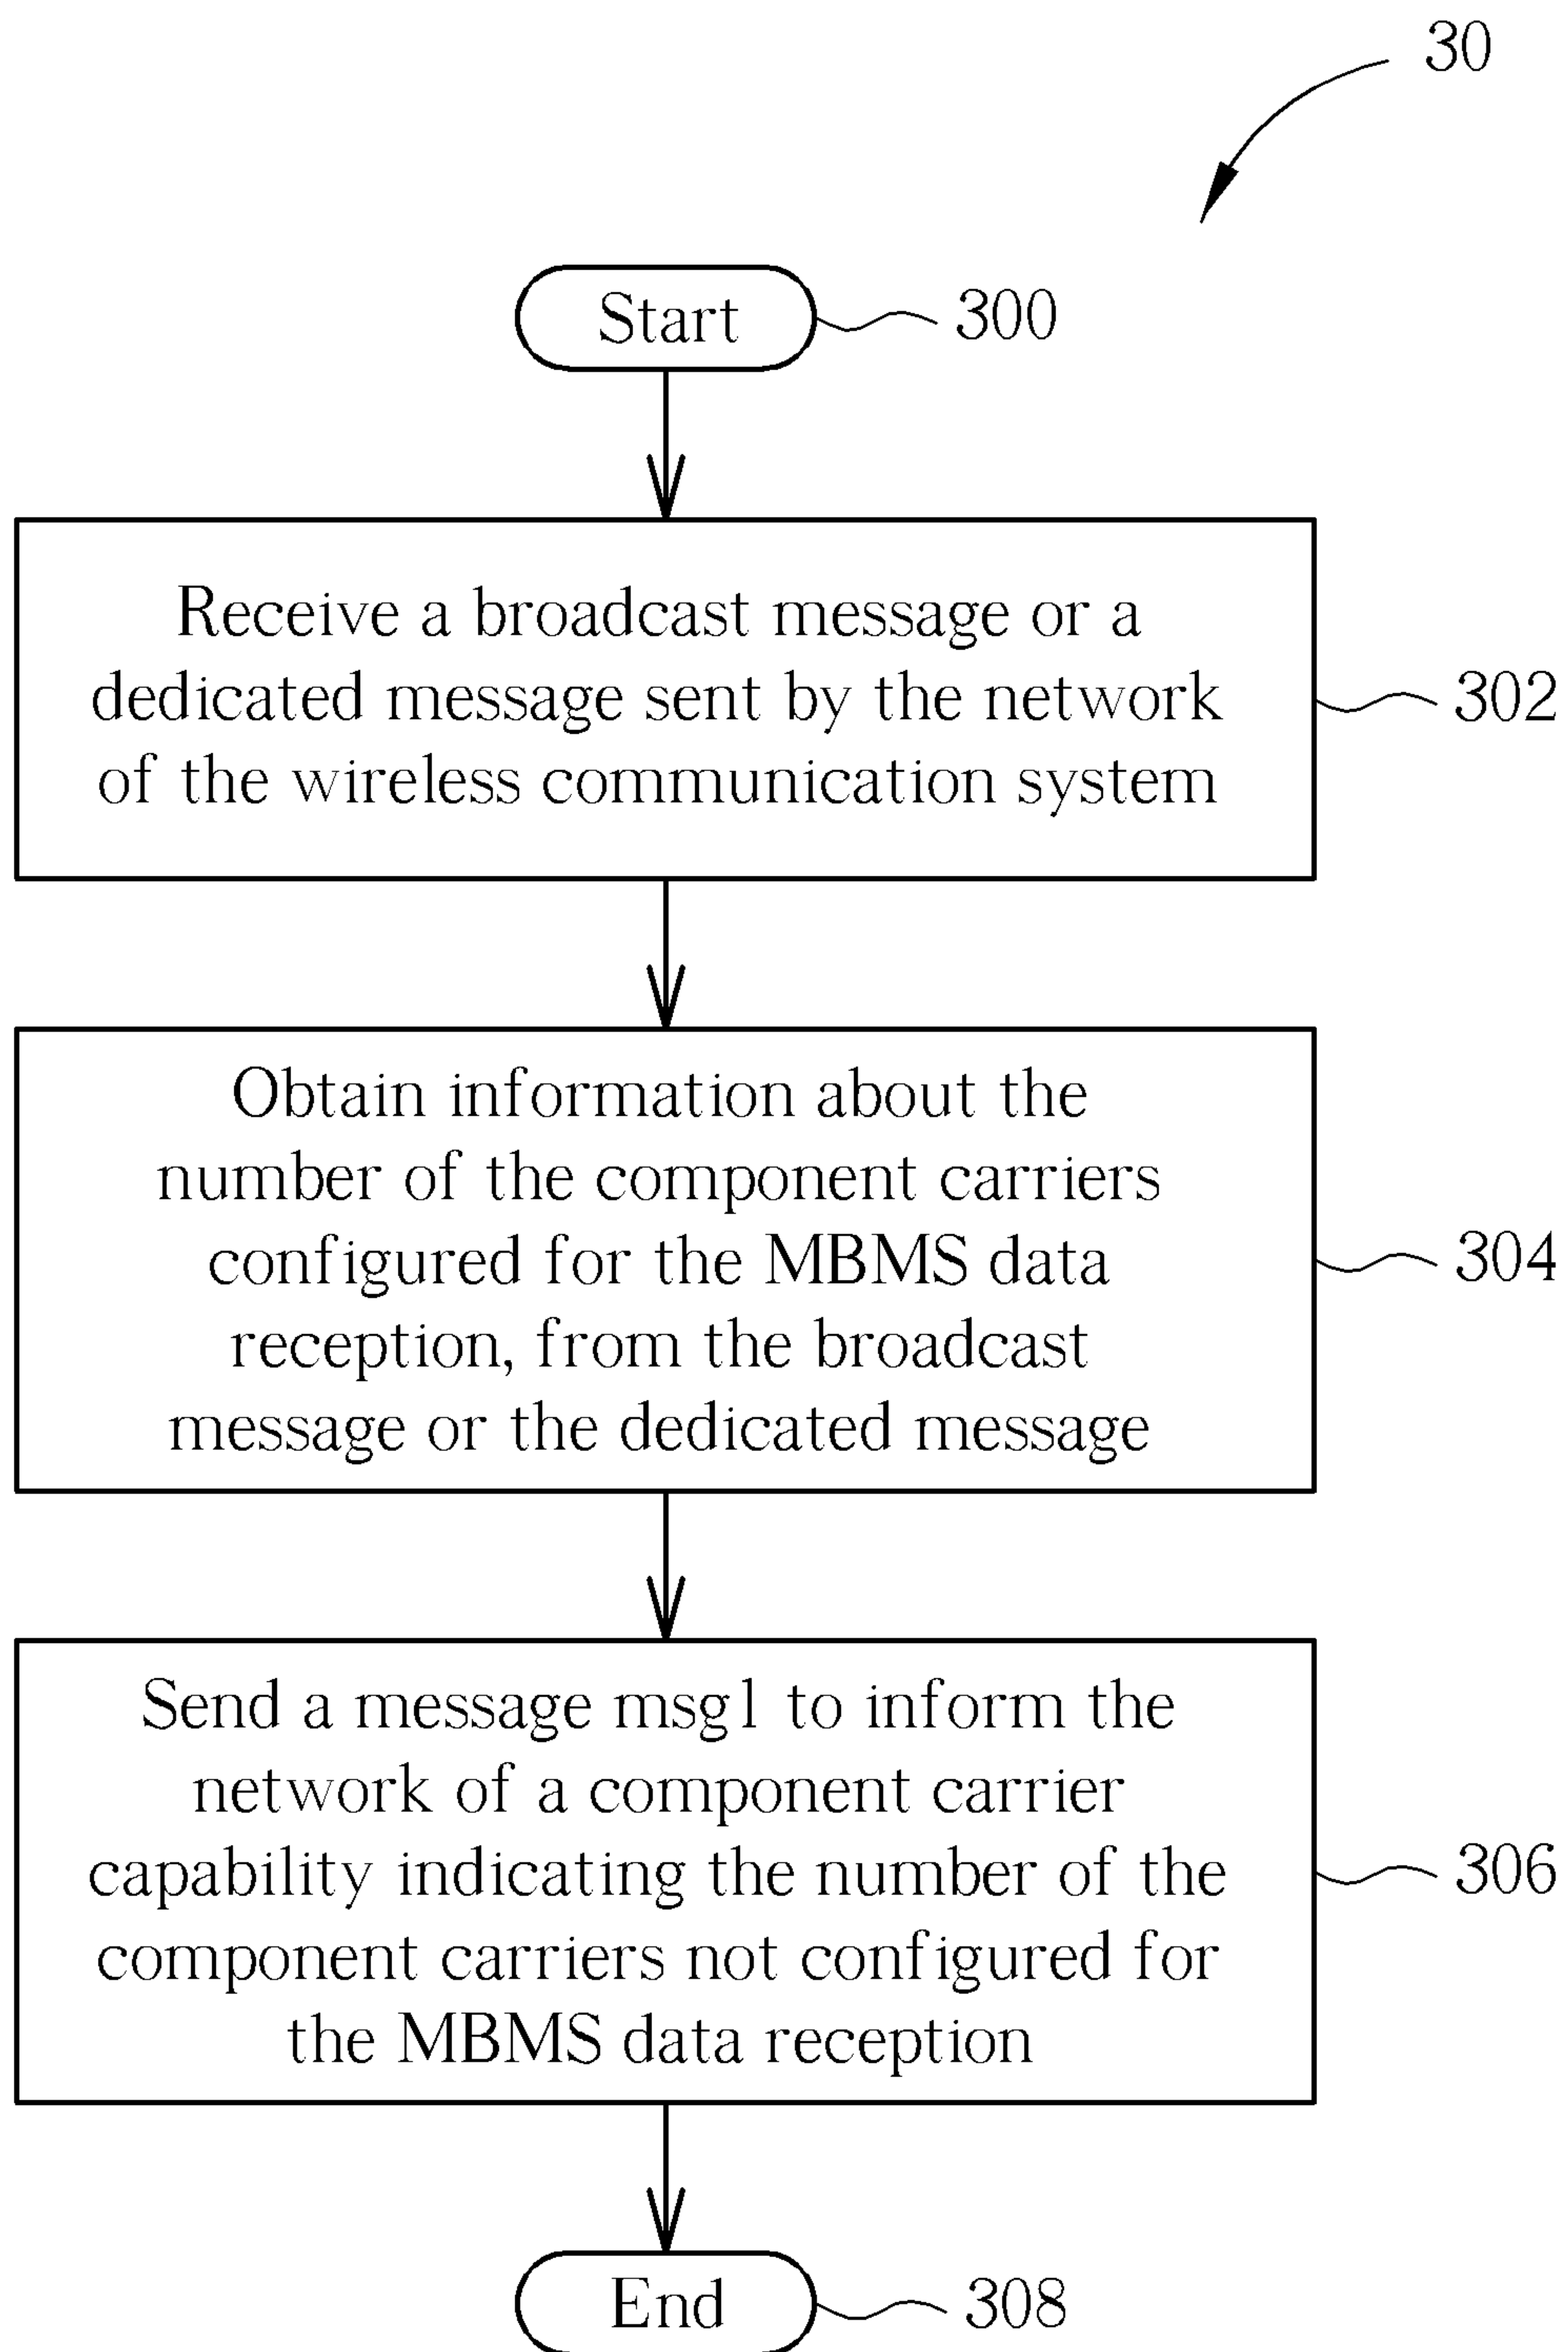 30
Start
300
Receive a broadcast message or a
dedicated message sent by the network
of the wireless communication system
302
Obtain information about the
number of the component carriers
configured for the MBMS data
reception, from the broadcast
message or the dedicated message
304
Send a message msg1 to inform the
network of a component carrier
capability indicating the number of the
component carriers not configured for
the MBMS data reception
306
End
308